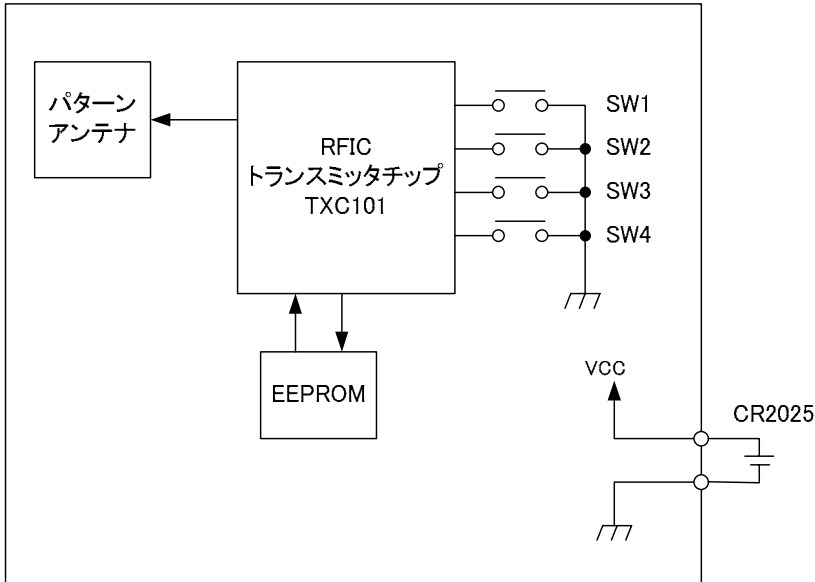 パターン
アンテナ
RFIC
トランスミッタチップ
TXC101
SW1
SW2
SW3
SW4
EEPROM
VCC
CR2025